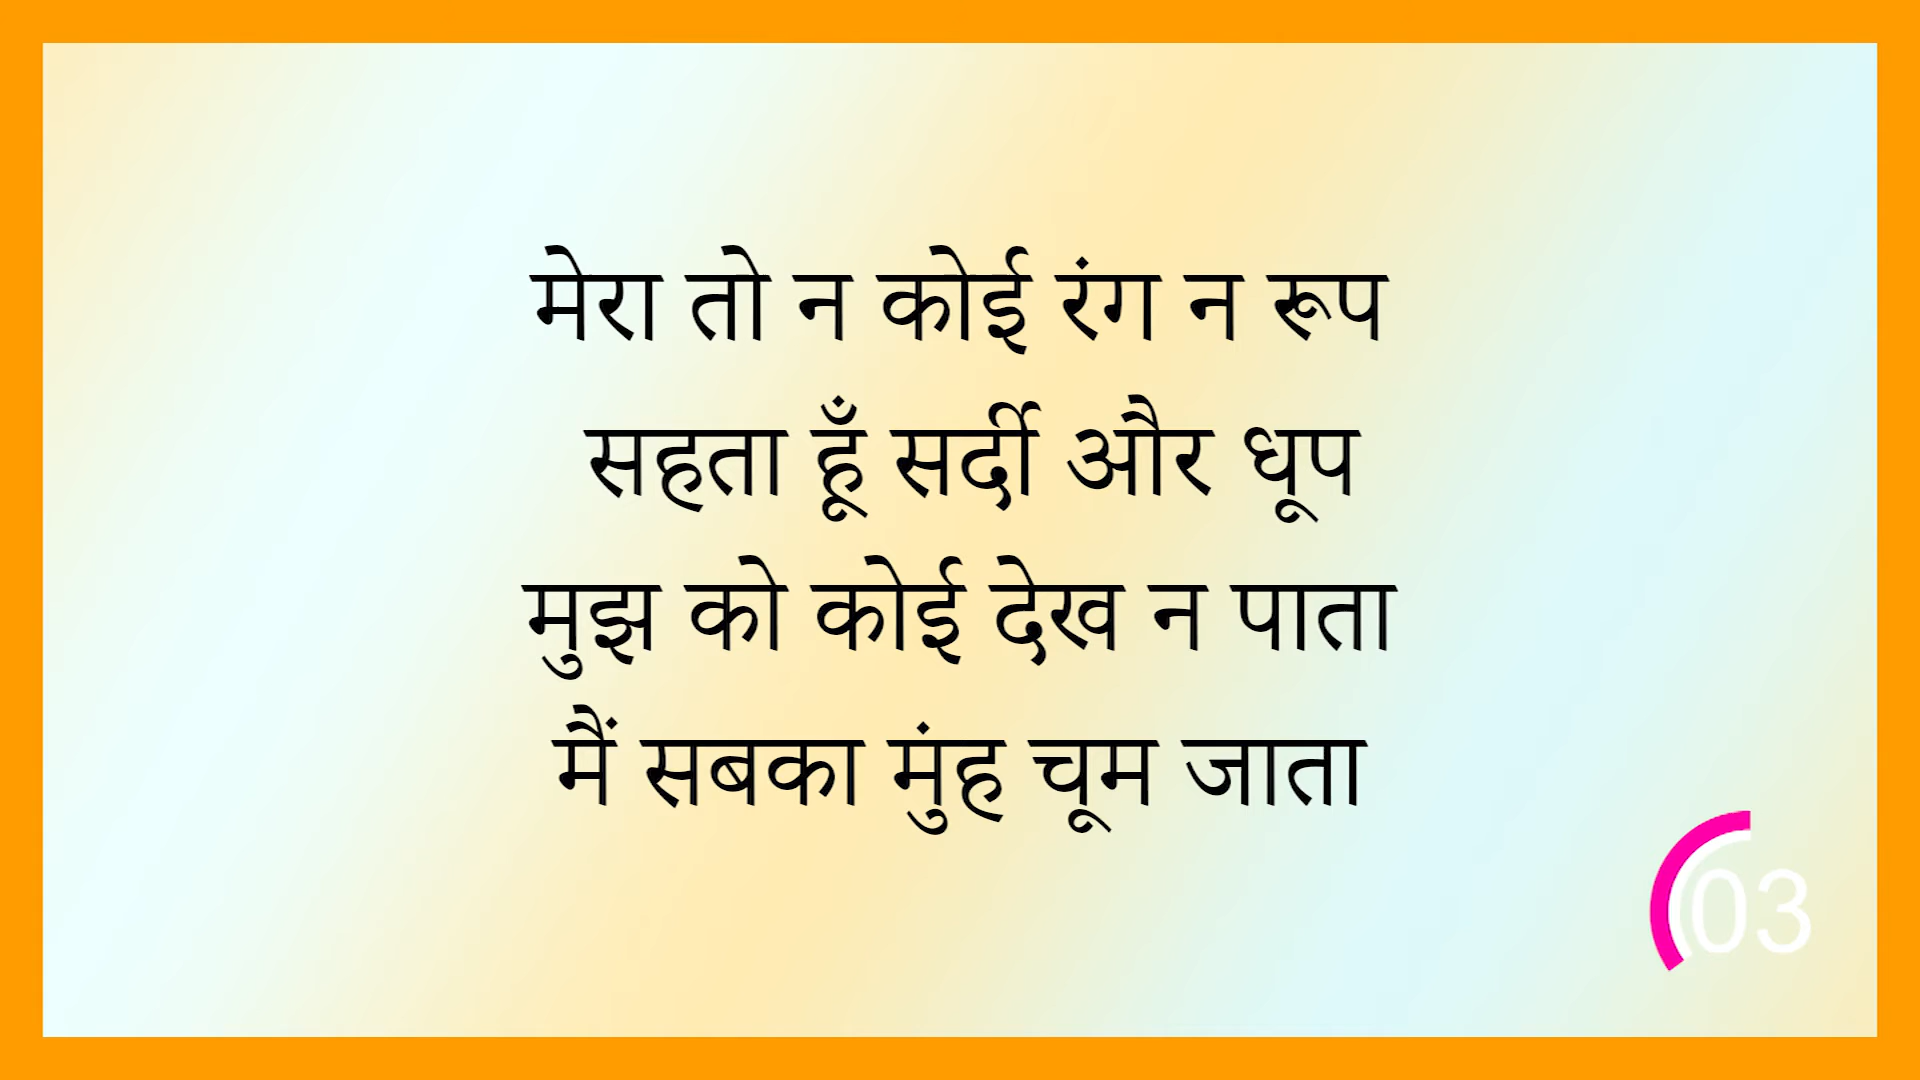 मेरा तो न कोई रंग न रूप
सहता हूँ सर्दी और धूप
मुझ को कोई देख न पाता
मैं सबका मुंह चूम जाता
03